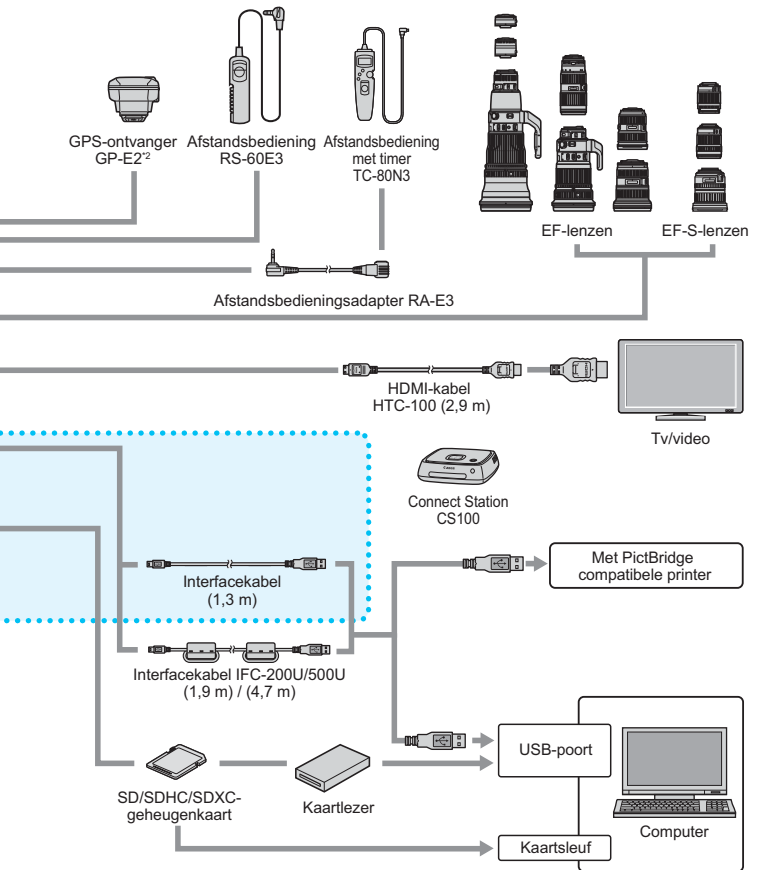 GPS-ontvanger
GP-E2*2
Afstandsbediening
RS-60E3
Afstandsbediening
met timer
TC-80N3
EF-lenzen
EF-S-lenzen
Afstandsbedieningsadapter RA-E3
HDMI-kabel
HTC-100 (2,9 m)
Tv/video
Canon
Connect Station
CS100
Met PictBridge
compatibele printer
Interfacekabel
(1,3 m)
Interfacekabel IFC-200U/500U
(1,9 m) / (4,7 m)
USB-poort
SD/SDHC/SDXC-
geheugenkaart
Kaartlezer
Computer
Kaartsleuf